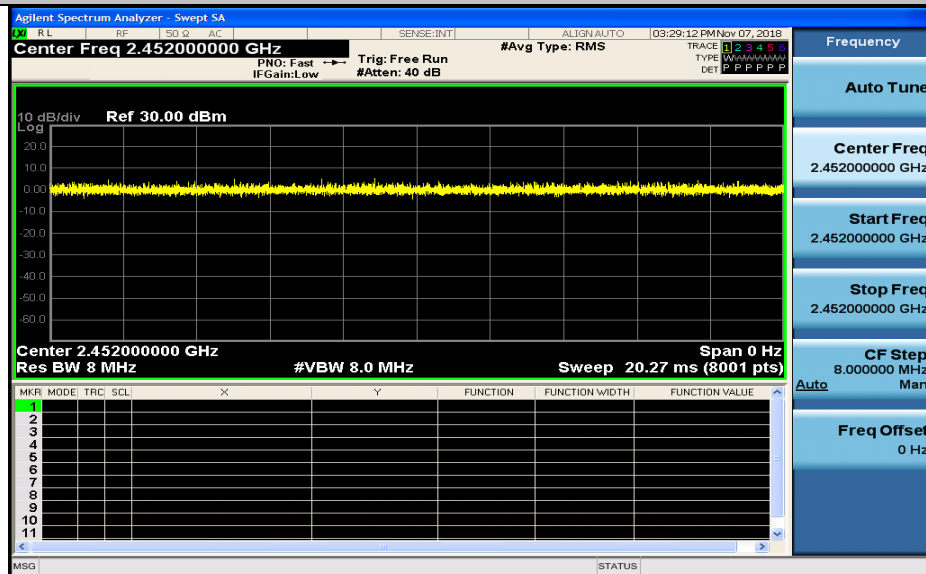 Agilent Spectrum Analyzer - Swept SA
LXI RL RF 50 Ω AC SENSE:INT ALIGN AUTO 03:29:12 PM Nov 07, 2018
Center Freq 2.452000000 GHz
PNO: Fast
IFGain:Low
Trig: Free Run
#Atten: 40 dB
#Avg Type: RMS
TRACE 1 2 3 4 5 6
TYPE WWWWWW
DET P P P P P P
10 dB/div
Log
Ref 30.00 dBm
20.0
10.0
0.00
-10.0
-20.0
-30.0
-40.0
-50.0
-60.0
Center 2.452000000 GHz
Span 0 Hz
Res BW 8 MHz
#VBW 8.0 MHz
Sweep 20.27 ms (8001 pts)
MKR MODE TRC SCL X Y FUNCTION FUNCTION WIDTH FUNCTION VALUE
1
2
3
4
5
6
7
8
9
10
11
MSG
STATUS
Frequency
Auto Tune
Center Freq
2.452000000 GHz
Start Freq
2.452000000 GHz
Stop Freq
2.452000000 GHz
CF Step
8.000000 MHz
Auto Man
Freq Offset
0 Hz